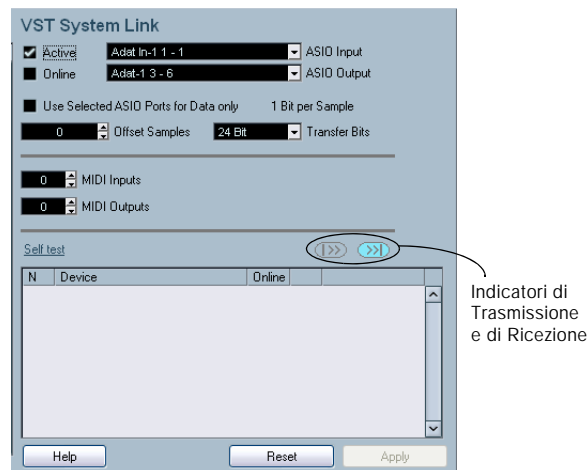 VST System Link
Active Adat In-1 1 - 1 ASIO Input
Online Adat-1 3 - 6 ASIO Output
Use Selected ASIO Ports for Data only 1 Bit per Sample
0 Offset Samples 24 Bit Transfer Bits
0 MIDI Inputs
0 MIDI Outputs
Self test
N Device Online
Indicatori di
Trasmissione
e di Ricezione
Help Reset Apply